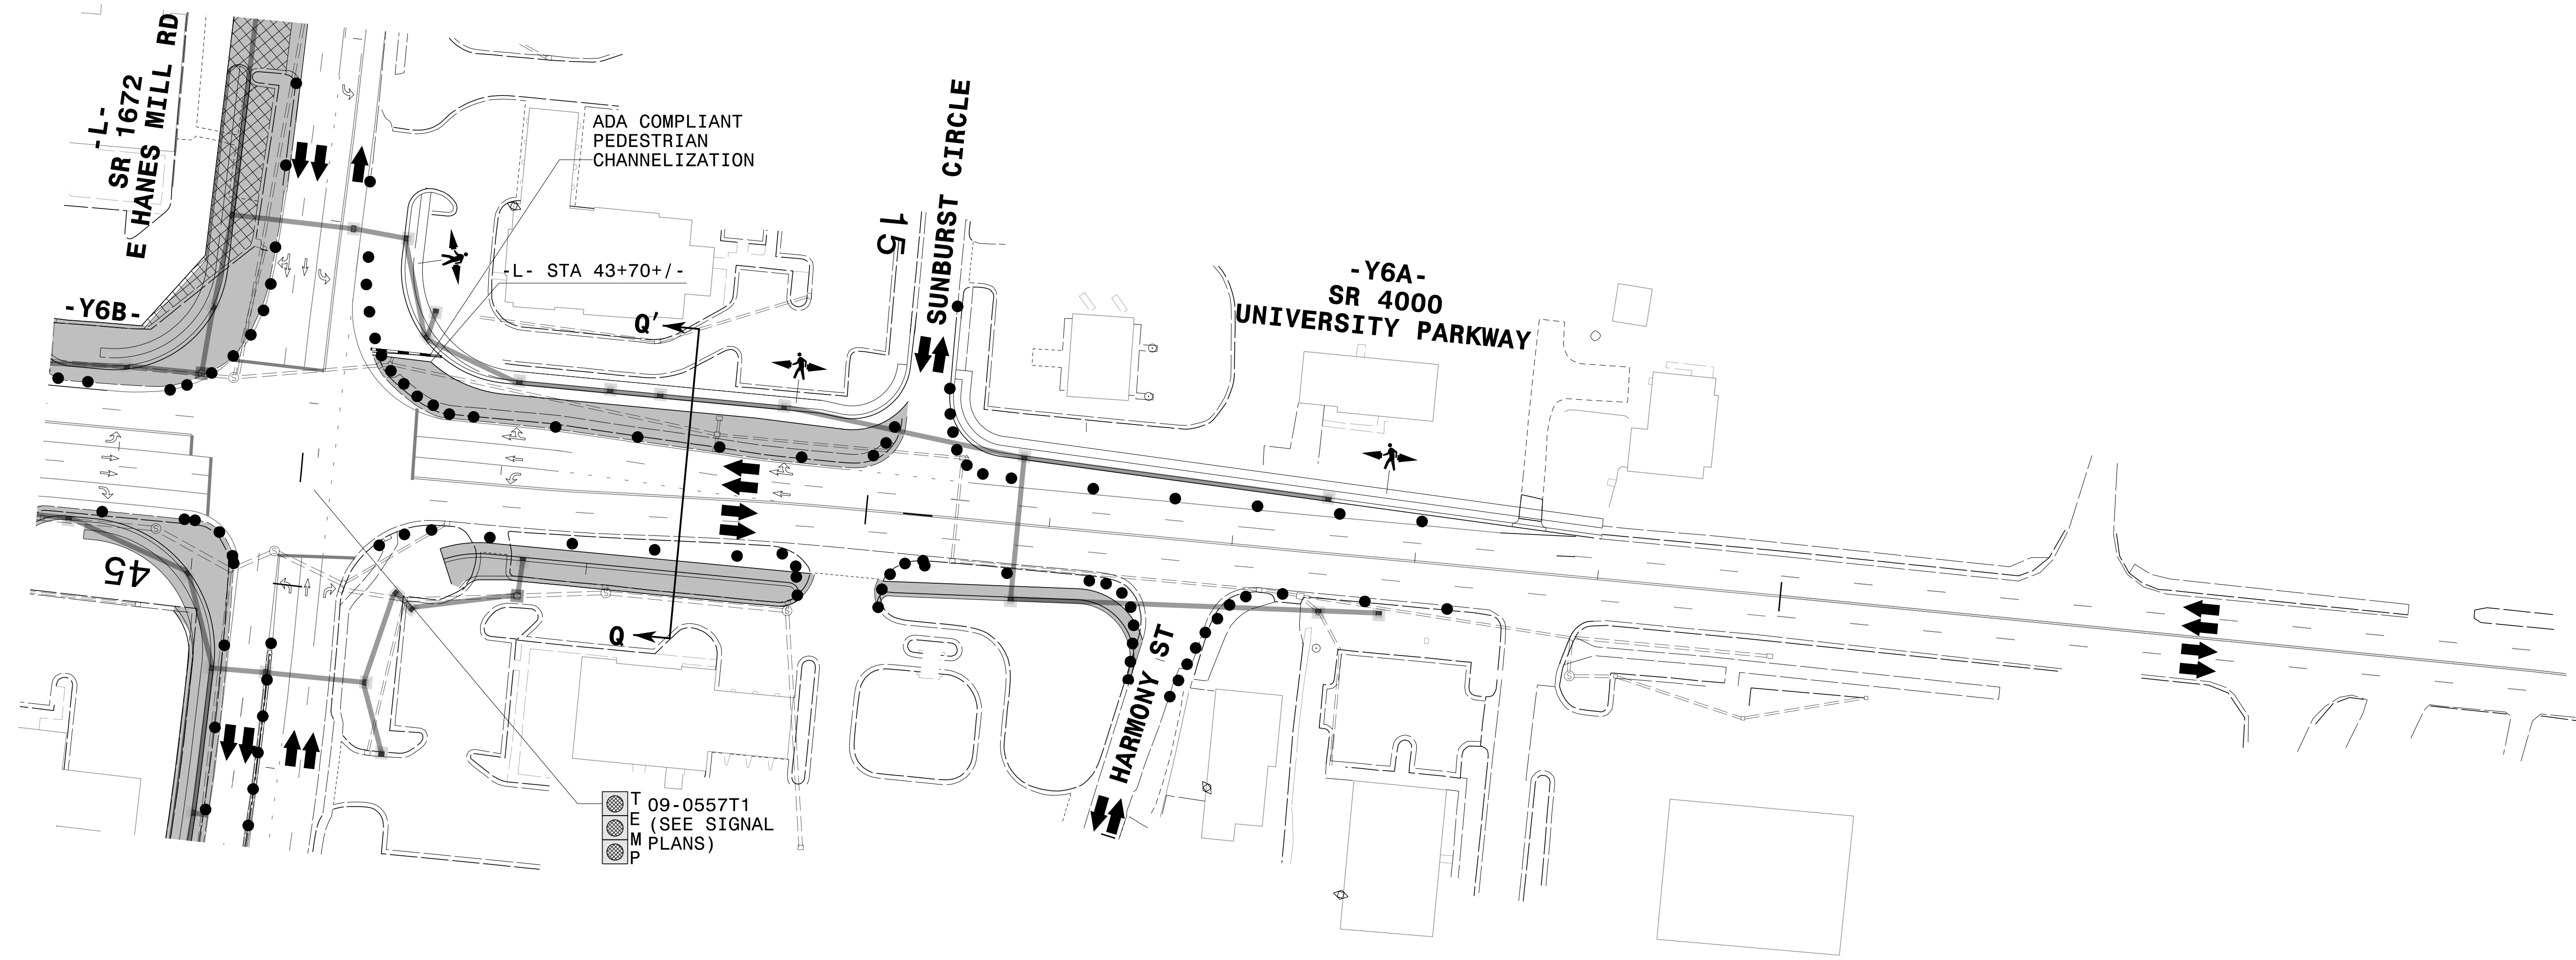 -L-
SR 1672
E HANES MILL RD
ADA COMPLIANT
PEDESTRIAN
CHANNELIZATION
-L- STA 43+70+/-
15
SUNBURST CIRCLE
-Y6A-
SR 4000
UNIVERSITY PARKWAY
-Y6B-
Q'
S
S
S
S
S
S
S
45
Q
HARMONY ST
TEMP
09-0557T1
(SEE SIGNAL
PLANS)